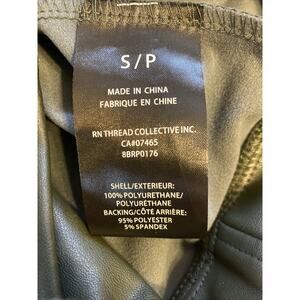 S/P
MADE IN CHINA
FABRIQUE EN CHINE
RN THREAD COLLECTIVE INC.
CA#07465
8BRP0176
SHELL/EXTERIEUR:
100% POLYURETHANE/
POLYURÉTHANE
BACKING/CÔTÉ ARRIÈRE:
95% POLYESTER
5% SPANDEX